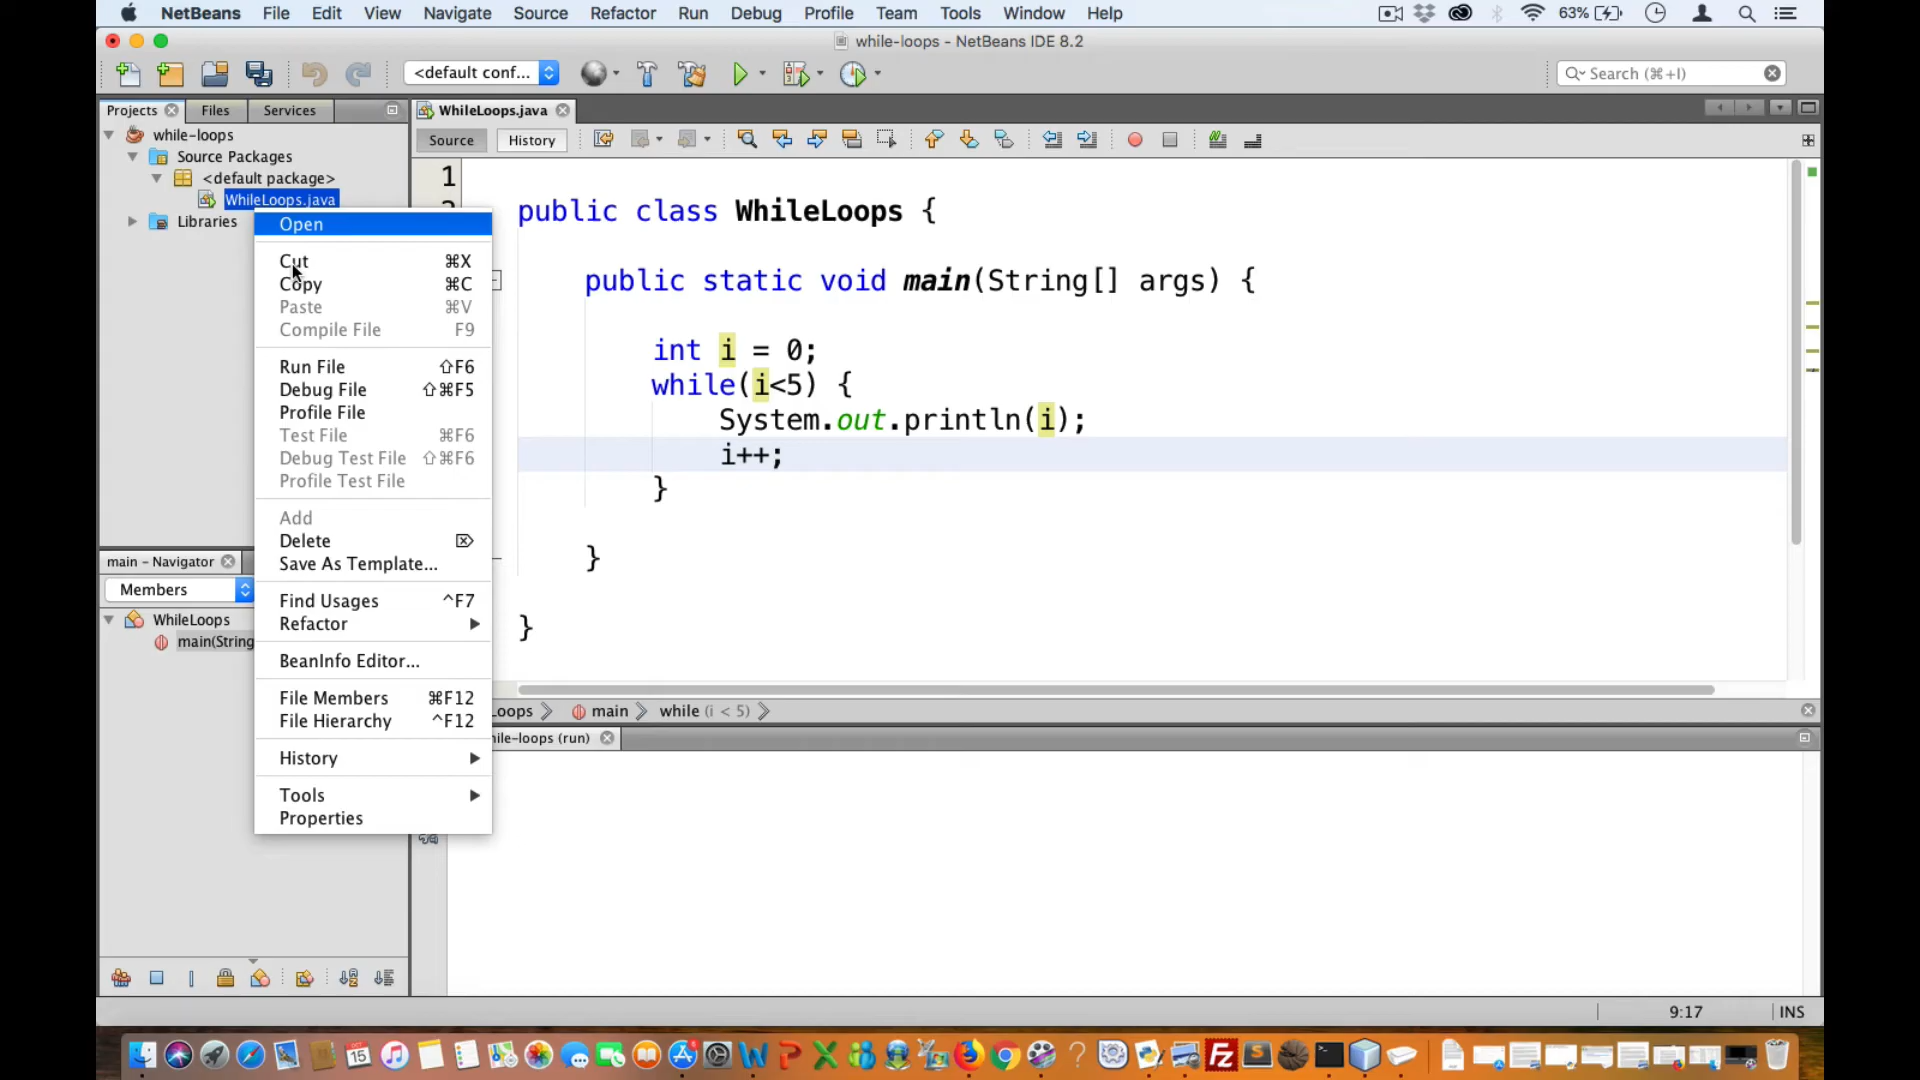 NetBeans File Edit View Navigate Source Refactor Run Debug Profile Team Tools Window Help 63%
while-loops - NetBeans IDE 8.2
<default conf... Search (⌘+I)
Projects Files Services
while-loops
Source Packages
<default package>
WhileLoops.java
Libraries
Open
Cut ⌘X
Copy ⌘C
Paste ⌘V
Compile File F9
Run File ⇧F6
Debug File ⇧⌘F5
Profile File
Test File ⌘F6
Debug Test File ⇧⌘F6
Profile Test File
Add
Delete ⌦
Save As Template...
Find Usages ^F7
Refactor
BeanInfo Editor...
File Members ⌘F12
File Hierarchy ^F12
History
Tools
Properties
main - Navigator
Members
WhileLoops
main(String
WhileLoops.java
Source History
1
public class WhileLoops {
public static void main(String[] args) {
int i = 0;
while(i<5) {
System.out.println(i);
i++;
}
}
}
Loops main while (i < 5)
ile-loops (run)
9:17 INS
OCT
15
Fz